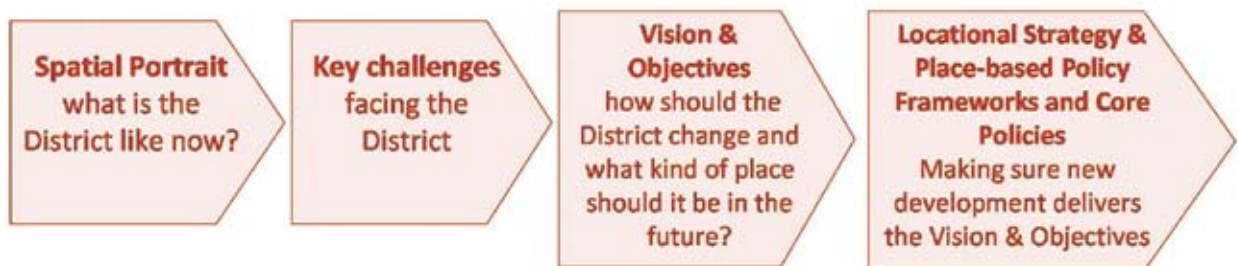 Spatial Portrait
what is the
District like now?
Key challenges
facing the
District
Vision &
Objectives
how should the
District change and
what kind of place
should it be in the
future?
Locational Strategy &
Place-based Policy
Frameworks and Core
Policies
Making sure new
development delivers
the Vision & Objectives